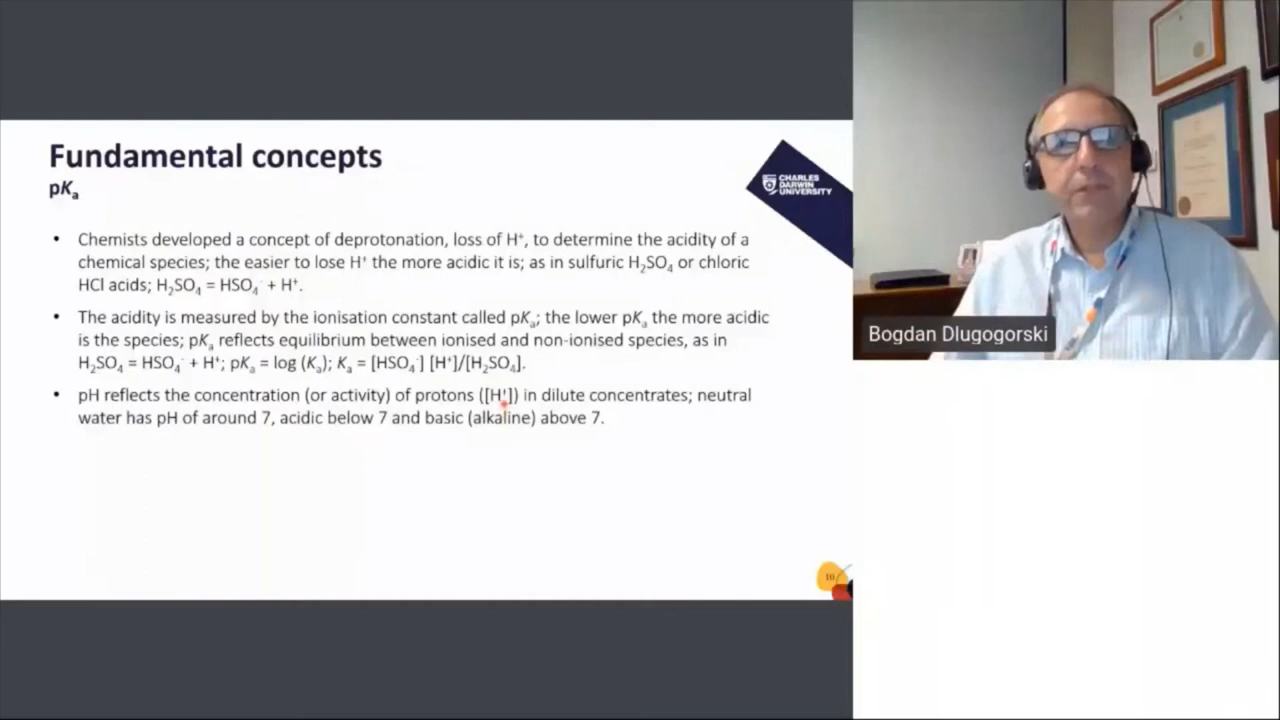 Fundamental concepts
pKₐ
CHARLES
DARWIN
UNIVERSITY
• Chemists developed a concept of deprotonation, loss of H⁺, to determine the acidity of a
chemical species; the easier to lose H⁺ the more acidic it is; as in sulfuric H₂SO₄ or chloric
HCl acids; H₂SO₄ = HSO₄⁻ + H⁺.
• The acidity is measured by the ionisation constant called pKₐ; the lower pKₐ the more acidic
is the species; pKₐ reflects equilibrium between ionised and non-ionised species, as in
H₂SO₄ = HSO₄⁻ + H⁺; pKₐ = log (Kₐ); Kₐ = [HSO₄⁻] [H⁺]/[H₂SO₄].
• pH reflects the concentration (or activity) of protons ([H⁺]) in dilute concentrates; neutral
water has pH of around 7, acidic below 7 and basic (alkaline) above 7.
10
Bogdan Dlugogorski